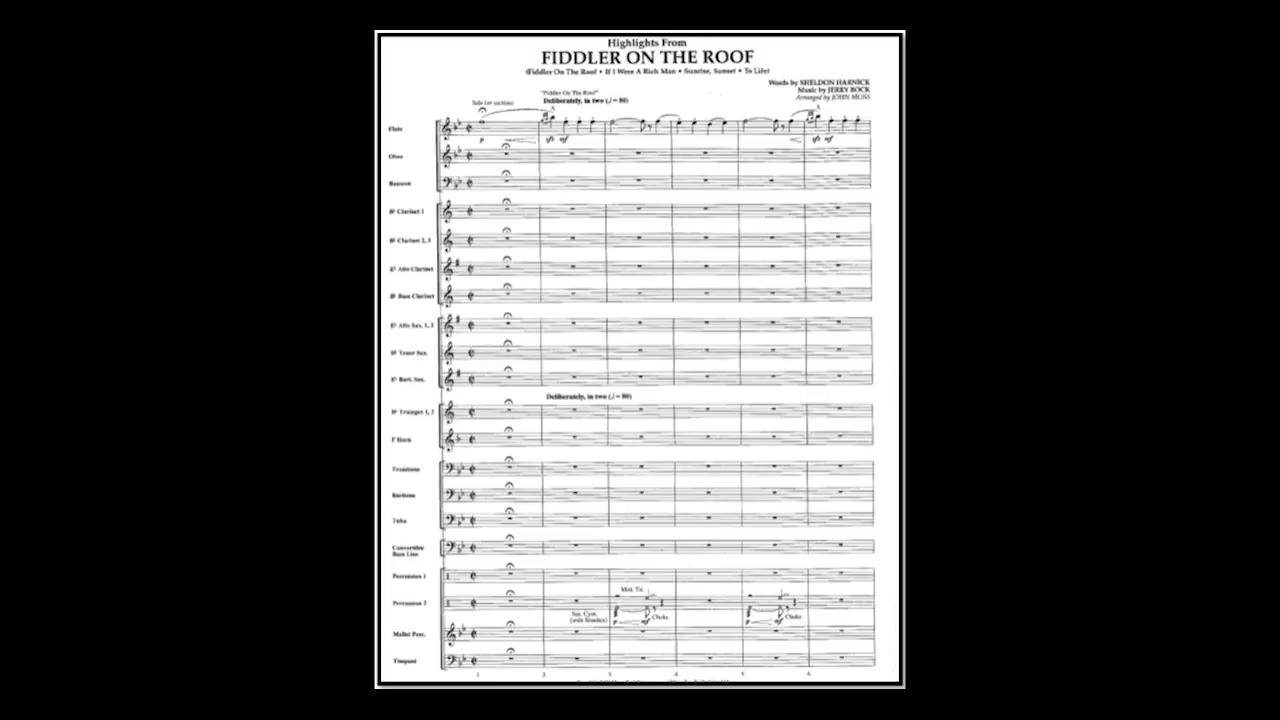 Highlights From
FIDDLER ON THE ROOF
(Fiddler On The Roof • If I Were A Rich Man • Sunrise, Sunset • To Life)
Words by SHELDON HARNICK
Music by JERRY BOCK
Arranged by JOHN MOSS
"Fiddler On The Roof"
Solo (or section)
Deliberately, in two (♩ = 80)
Flute
p sfz mf sfz mf
Oboe
Bassoon
B♭ Clarinet 1
B♭ Clarinet 2, 3
E♭ Alto Clarinet
B♭ Bass Clarinet
E♭ Alto Sax. 1, 2
B♭ Tenor Sax.
E♭ Bari. Sax.
Deliberately, in two (♩ = 80)
B♭ Trumpet 1, 2
F Horn
Trombone
Baritone
Tuba
Convertible
Bass Line
Percussion 1
Percussion 2
Sus. Cym.
Choke
Choke
Mallet Perc.
Timpani
1 2 3 4 5 6